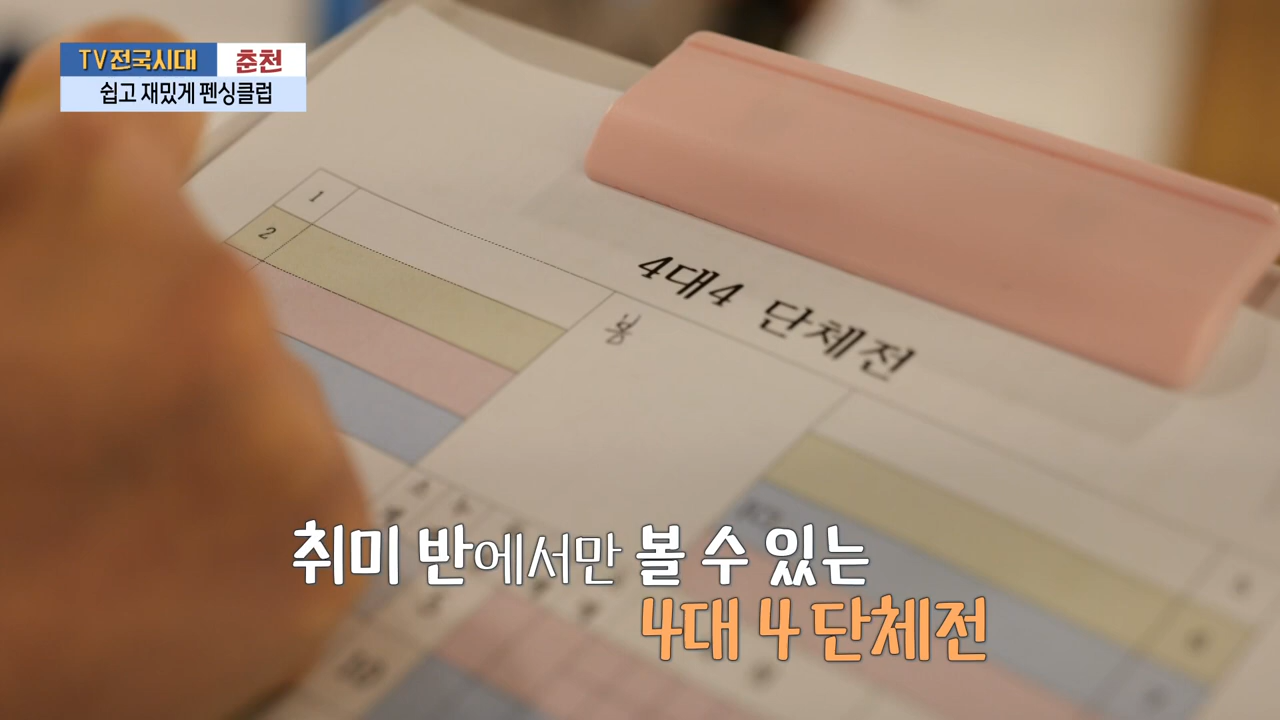 TV전국시대 춘천
쉽고 재밌게 펜싱클럽
4대4 단체전
1
2
봄
취미 반에서만 볼 수 있는
4대 4 단체전